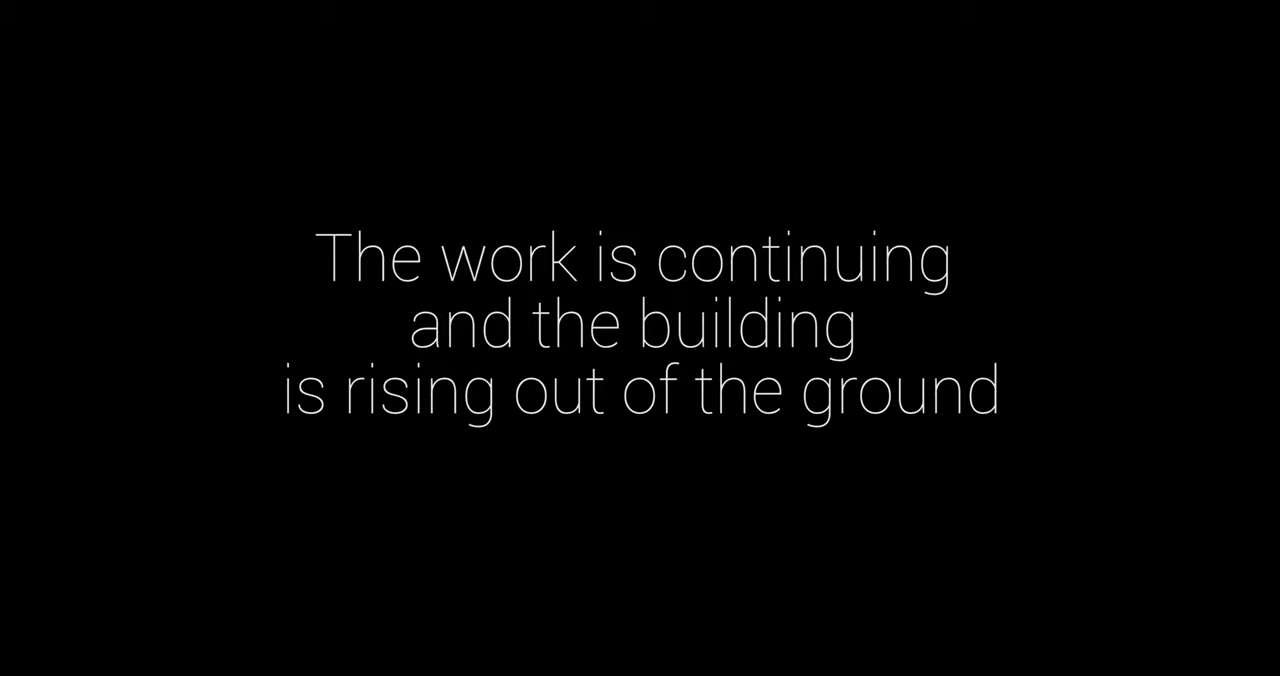 The work is continuing
and the building
is rising out of the ground